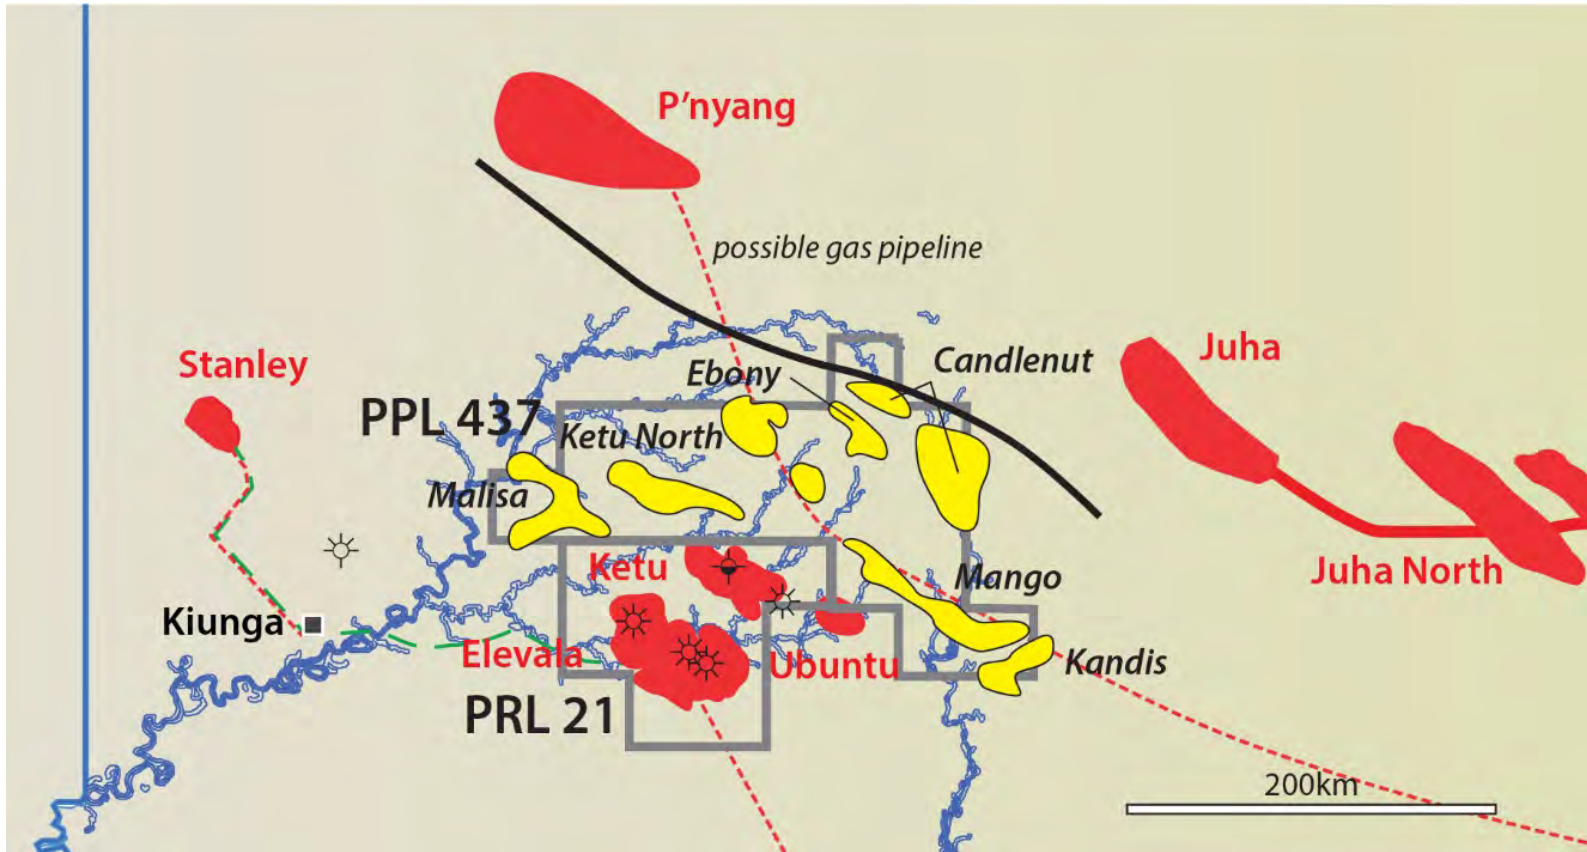 P'nyang
possible gas pipeline
Stanley
Juha
Candlenut
Ebony
PPL 437
Ketu North
Malisa
Ketu
Mango
Juha North
Kiunga
Elevala
Ubuntu
Kandis
PRL 21
200km